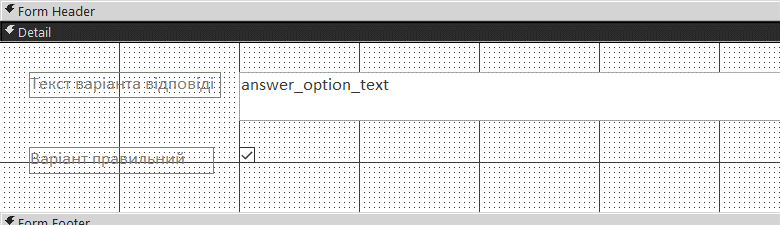 Form Header
Detail
Текст варіанта відповіді answer_option_text
Варіант правильний
Form Footer